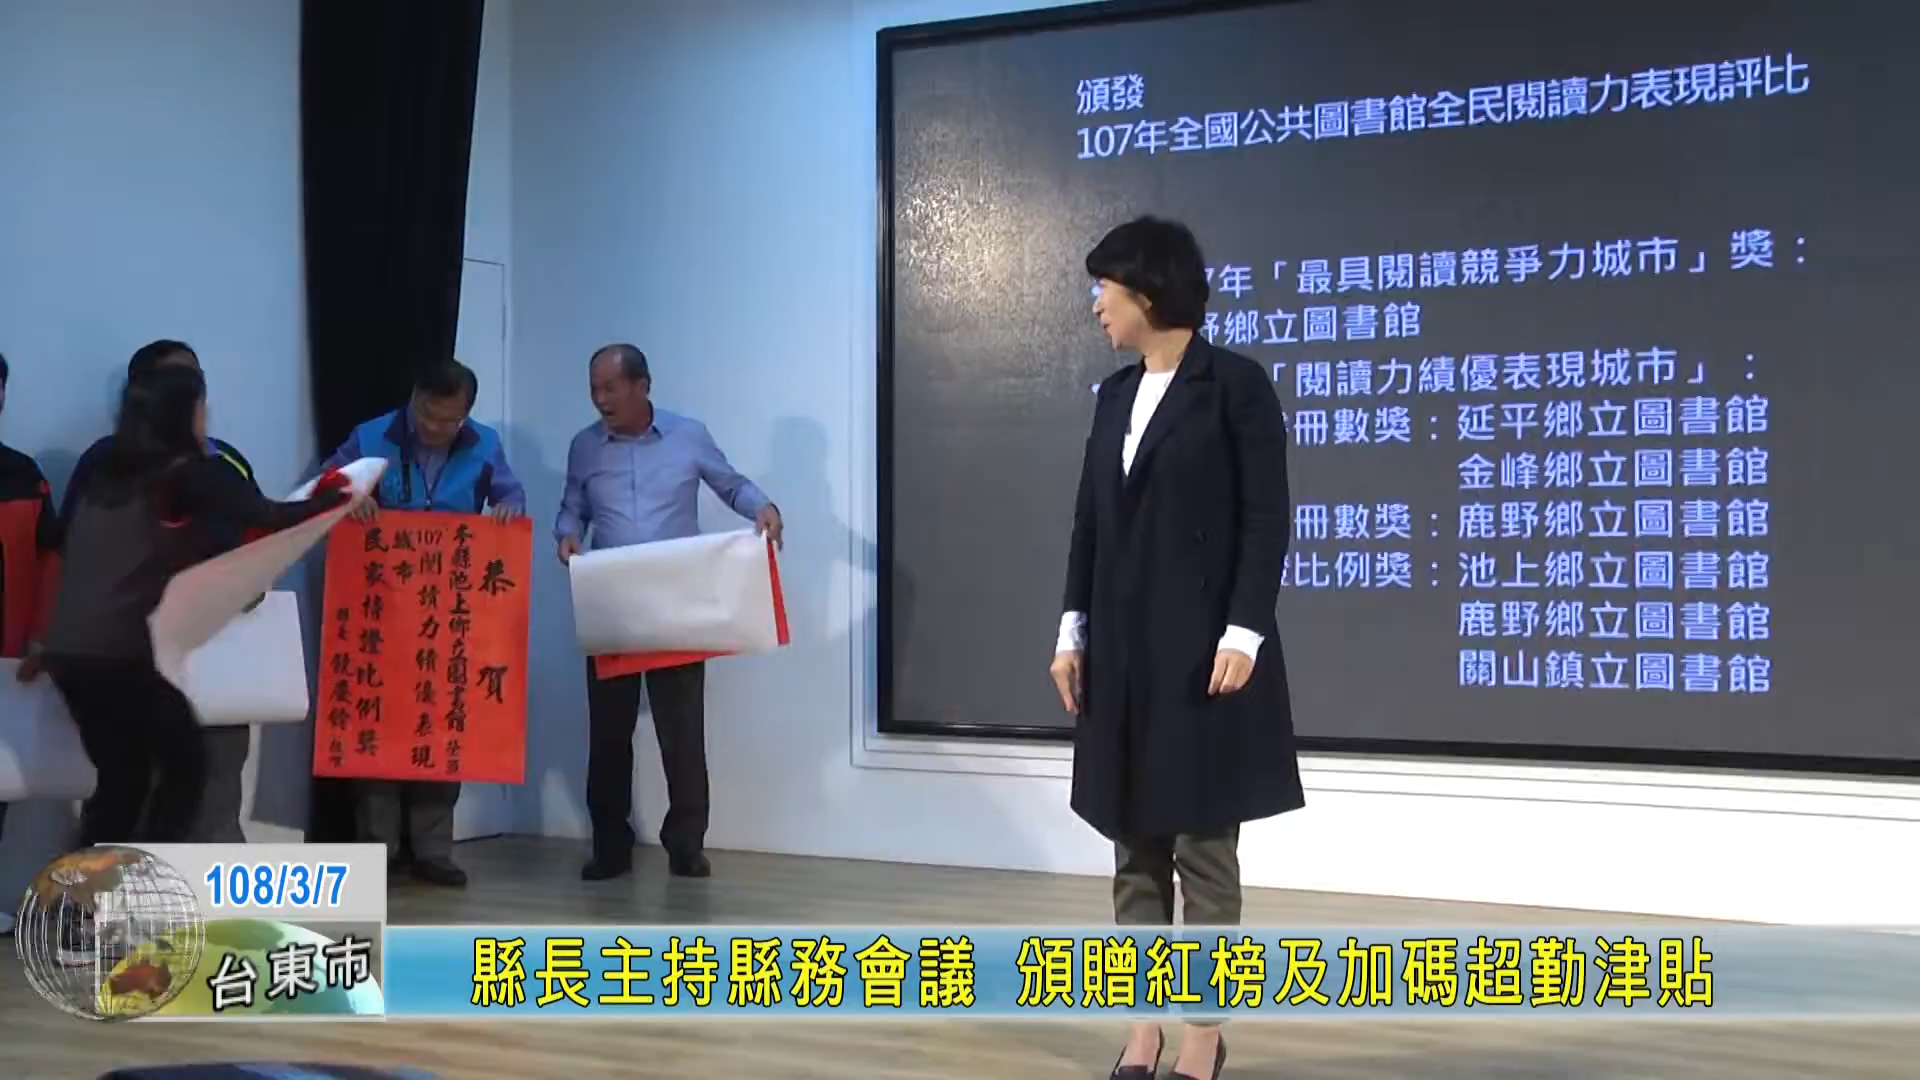 頒發
107年全國公共圖書館全民閱讀力表現評比
7年「最具閱讀競爭力城市」獎：
野鄉立圖書館
「閱讀力績優表現城市」：
冊數獎：延平鄉立圖書館
金峰鄉立圖書館
冊數獎：鹿野鄉立圖書館
比例獎：池上鄉立圖書館
鹿野鄉立圖書館
關山鎮立圖書館
恭賀
本縣池上鄉立圖書館榮獲
107閱讀力績優表現
城市
民眾持證比例獎
縣長 饒慶鈴
108/3/7
台東市
縣長主持縣務會議 頒贈紅榜及加碼超勤津貼